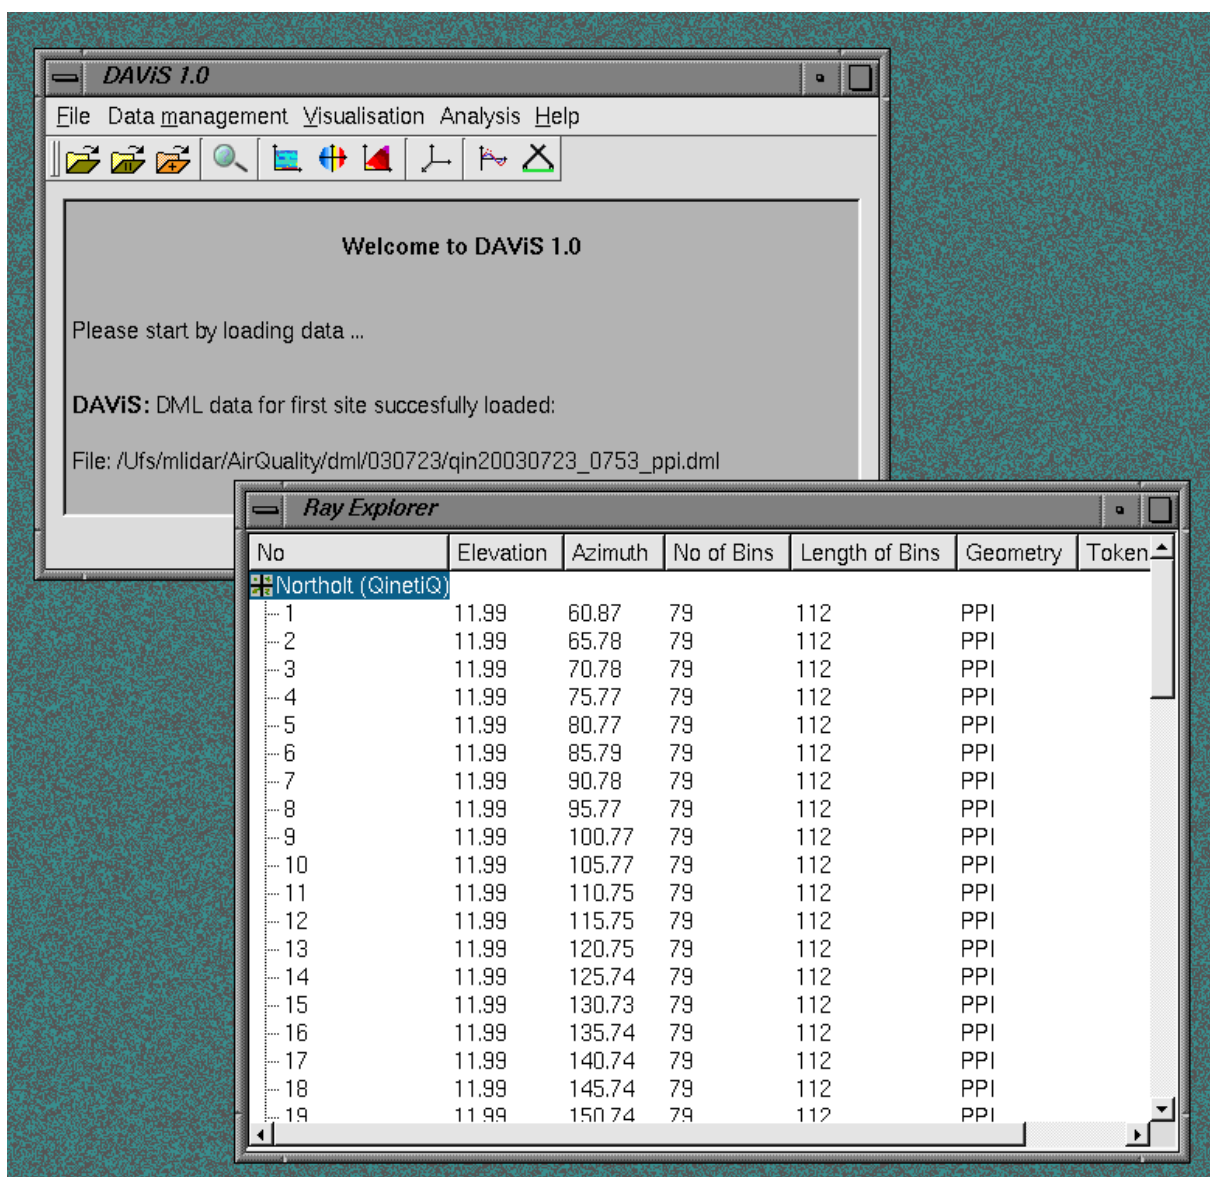 DAViS 1.0
File Data management Visualisation Analysis Help
Welcome to DAViS 1.0
Please start by loading data ...
DAViS: DML data for first site succesfully loaded:
File: /Ufs/mlidar/AirQuality/dml/030723/qin20030723_0753_ppi.dml
Ray Explorer
No Elevation Azimuth No of Bins Length of Bins Geometry Token
Northolt (QinetiQ)
1 11.99 60.87 79 112 PPI
2 11.99 65.78 79 112 PPI
3 11.99 70.78 79 112 PPI
4 11.99 75.77 79 112 PPI
5 11.99 80.77 79 112 PPI
6 11.99 85.79 79 112 PPI
7 11.99 90.78 79 112 PPI
8 11.99 95.77 79 112 PPI
9 11.99 100.77 79 112 PPI
10 11.99 105.77 79 112 PPI
11 11.99 110.75 79 112 PPI
12 11.99 115.75 79 112 PPI
13 11.99 120.75 79 112 PPI
14 11.99 125.74 79 112 PPI
15 11.99 130.73 79 112 PPI
16 11.99 135.74 79 112 PPI
17 11.99 140.74 79 112 PPI
18 11.99 145.74 79 112 PPI
19 11.99 150.74 79 112 PPI